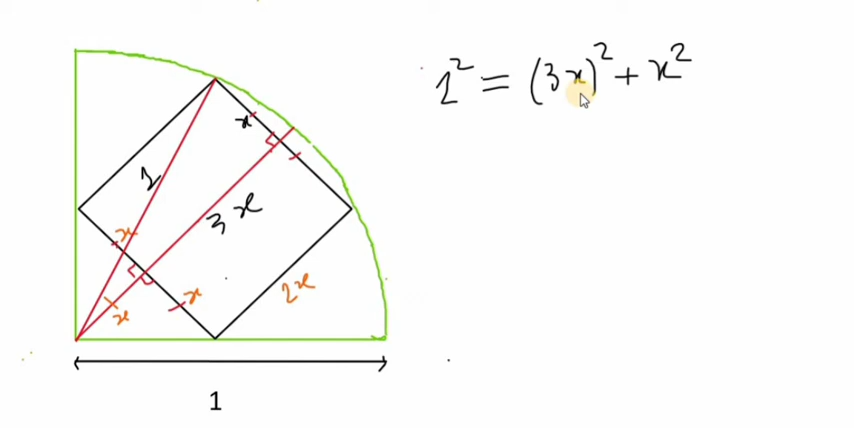 1² = (3x)² + x²
x
1
3x
x
x
x
2x
1